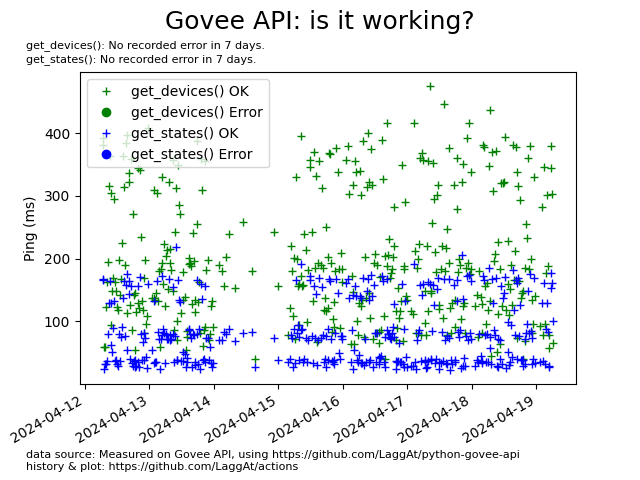 Govee API: is it working?
get_devices(): No recorded error in 7 days.
get_states(): No recorded error in 7 days.
get_devices() OK
get_devices() Error
get_states() OK
get_states() Error
400
300
200
100
Ping (ms)
2024-04-12
2024-04-13
2024-04-14
2024-04-15
2024-04-16
2024-04-17
2024-04-18
2024-04-19
data source: Measured on Govee API, using https://github.com/LaggAt/python-govee-api
history & plot: https://github.com/LaggAt/actions